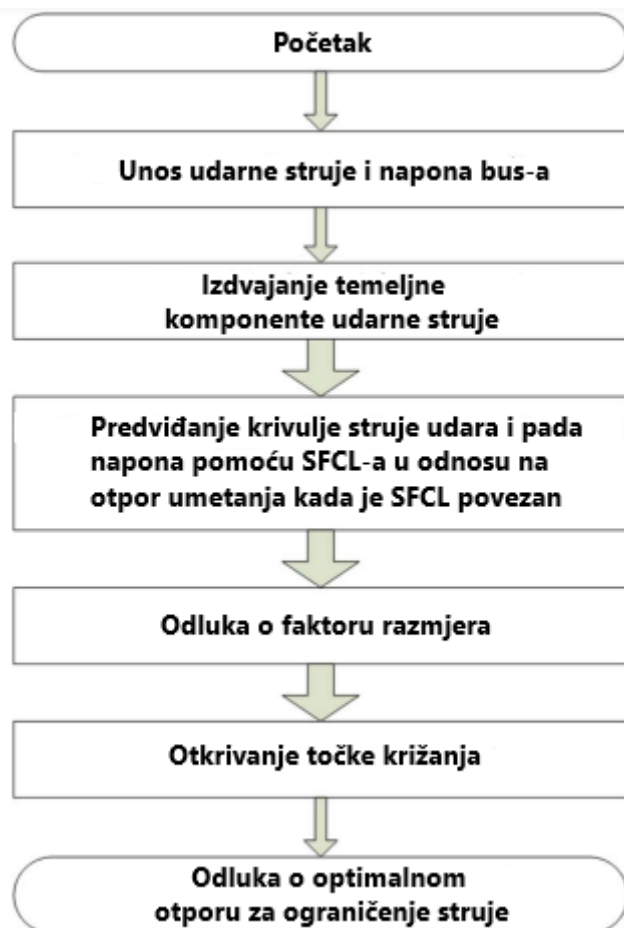 Početak
Unos udarne struje i napona bus-a
Izdvajanje temeljne
komponente udarne struje
Predviđanje krivulje struje udara i pada
napona pomoću SFCL-a u odnosu na
otpor umetanja kada je SFCL povezan
Odluka o faktoru razmjera
Otkrivanje točke križanja
Odluka o optimalnom
otporu za ograničenje struje